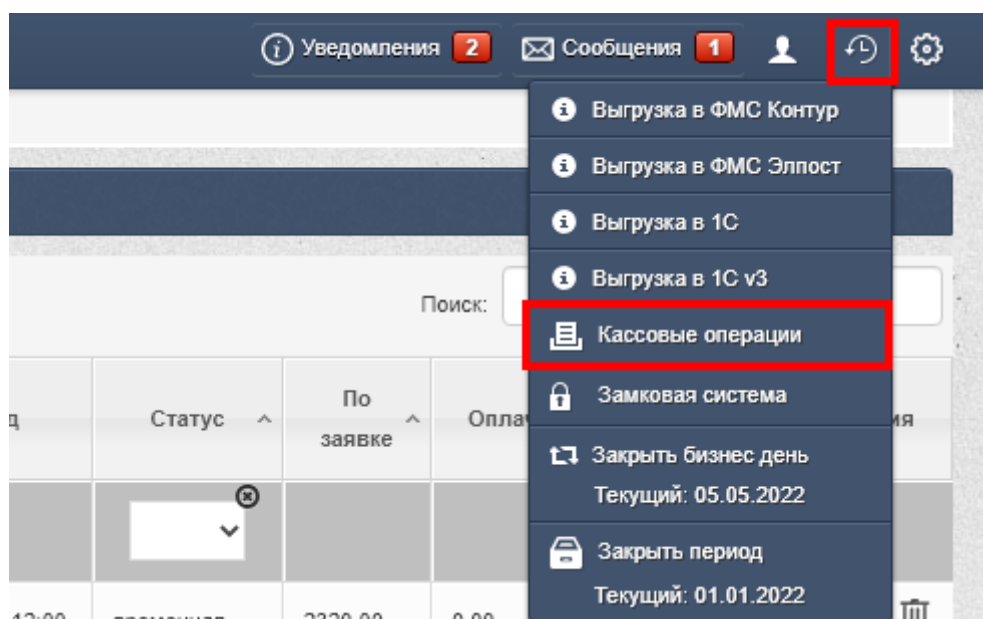 Уведомления 2 Сообщения 1
Выгрузка в ФМС Контур
Выгрузка в ФМС Элпост
Выгрузка в 1С
Выгрузка в 1С v3
Поиск:
Кассовые операции
Замковая система
Статус
По
заявке
Закрыть бизнес день
Текущий: 05.05.2022
Закрыть период
Текущий: 01.01.2022